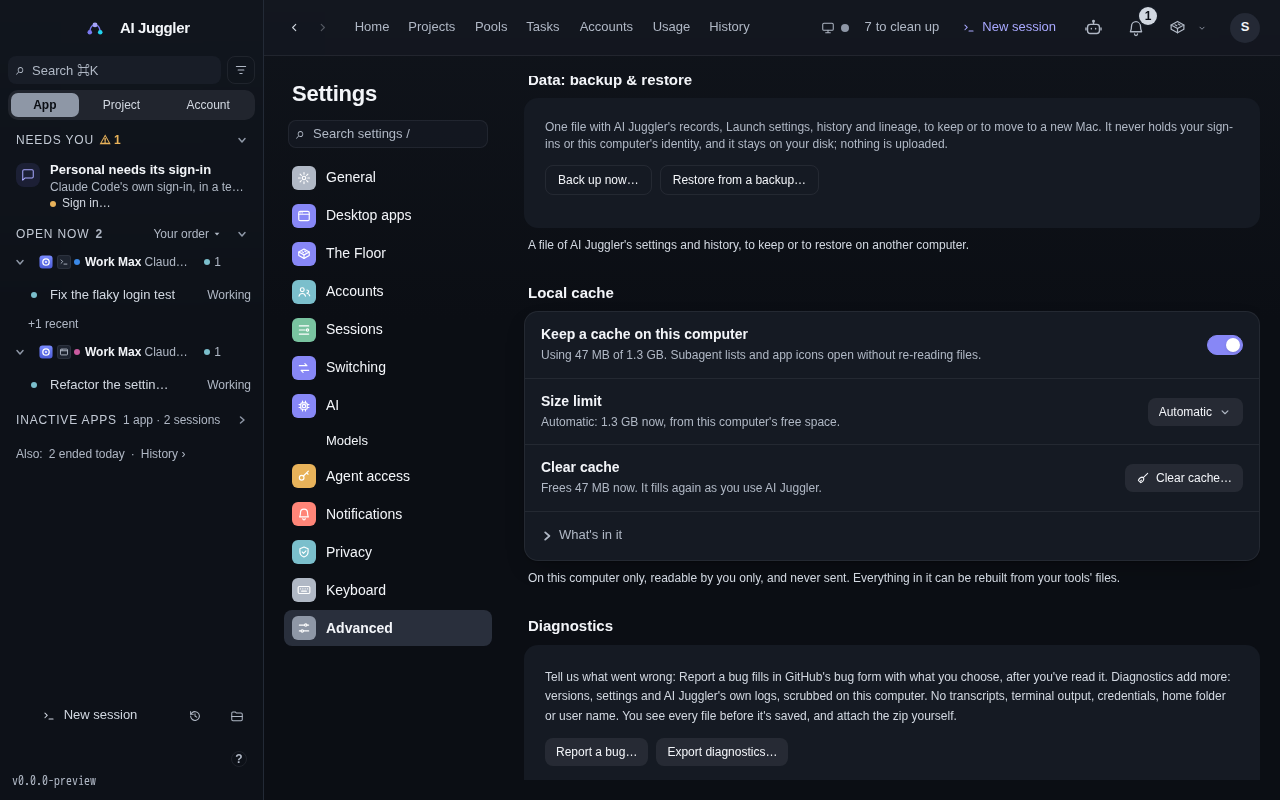 AI Juggler
Search ⌘K
App
Project
Account
NEEDS YOU 1
Personal needs its sign-in
Claude Code's own sign-in, in a te…
Sign in…
OPEN NOW 2
Your order
Work Max Claud…
1
Fix the flaky login test
Working
+1 recent
Work Max Claud…
1
Refactor the settin…
Working
INACTIVE APPS 1 app · 2 sessions
Also: 2 ended today · History ›
New session
?
v0.0.0-preview
Home
Projects
Pools
Tasks
Accounts
Usage
History
7 to clean up
New session
1
S
Settings
Search settings /
General
Desktop apps
The Floor
Accounts
Sessions
Switching
AI
Models
Agent access
Notifications
Privacy
Keyboard
Advanced
Data: backup & restore
One file with AI Juggler's records, Launch settings, history and lineage, to keep or to move to a new Mac. It never holds your sign-
ins or this computer's identity, and it stays on your disk; nothing is uploaded.
Back up now…
Restore from a backup…
A file of AI Juggler's settings and history, to keep or to restore on another computer.
Local cache
Keep a cache on this computer
Using 47 MB of 1.3 GB. Subagent lists and app icons open without re-reading files.
Size limit
Automatic: 1.3 GB now, from this computer's free space.
Automatic
Clear cache
Frees 47 MB now. It fills again as you use AI Juggler.
Clear cache…
What's in it
On this computer only, readable by you only, and never sent. Everything in it can be rebuilt from your tools' files.
Diagnostics
Tell us what went wrong: Report a bug fills in GitHub's bug form with what you choose, after you've read it. Diagnostics add more:
versions, settings and AI Juggler's own logs, scrubbed on this computer. No transcripts, terminal output, credentials, home folder
or user name. You see every file before it's saved, and attach the zip yourself.
Report a bug…
Export diagnostics…